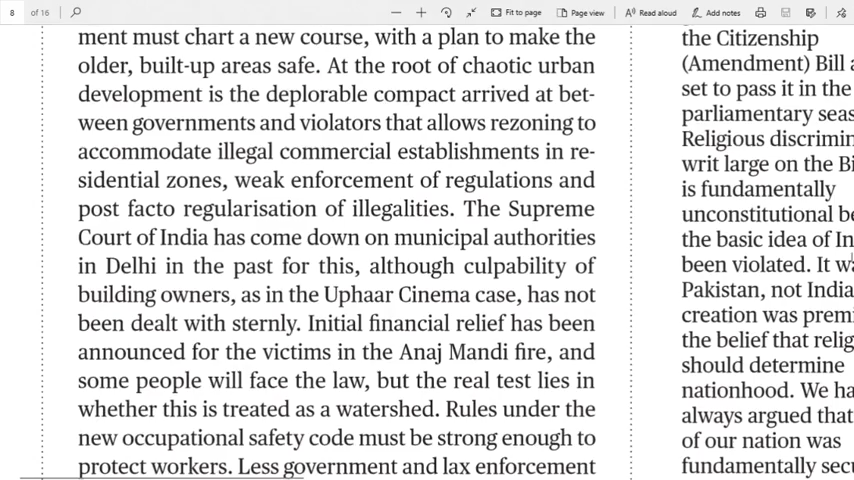 8 of 16 Fit to page Page view Read aloud Add notes
ment must chart a new course, with a plan to make the
older, built-up areas safe. At the root of chaotic urban
development is the deplorable compact arrived at bet-
ween governments and violators that allows rezoning to
accommodate illegal commercial establishments in re-
sidential zones, weak enforcement of regulations and
post facto regularisation of illegalities. The Supreme
Court of India has come down on municipal authorities
in Delhi in the past for this, although culpability of
building owners, as in the Uphaar Cinema case, has not
been dealt with sternly. Initial financial relief has been
announced for the victims in the Anaj Mandi fire, and
some people will face the law, but the real test lies in
whether this is treated as a watershed. Rules under the
new occupational safety code must be strong enough to
protect workers. Less government and lax enforcement
the Citizenship
(Amendment) Bill
set to pass it in the
parliamentary
Religious
writ large on the
is fundamentally
unconstitutional
the basic idea of
been violated. It
Pakistan, not India
creation was
the belief that
should determine
nationhood. We
always argued that
of our nation was
fundamentally